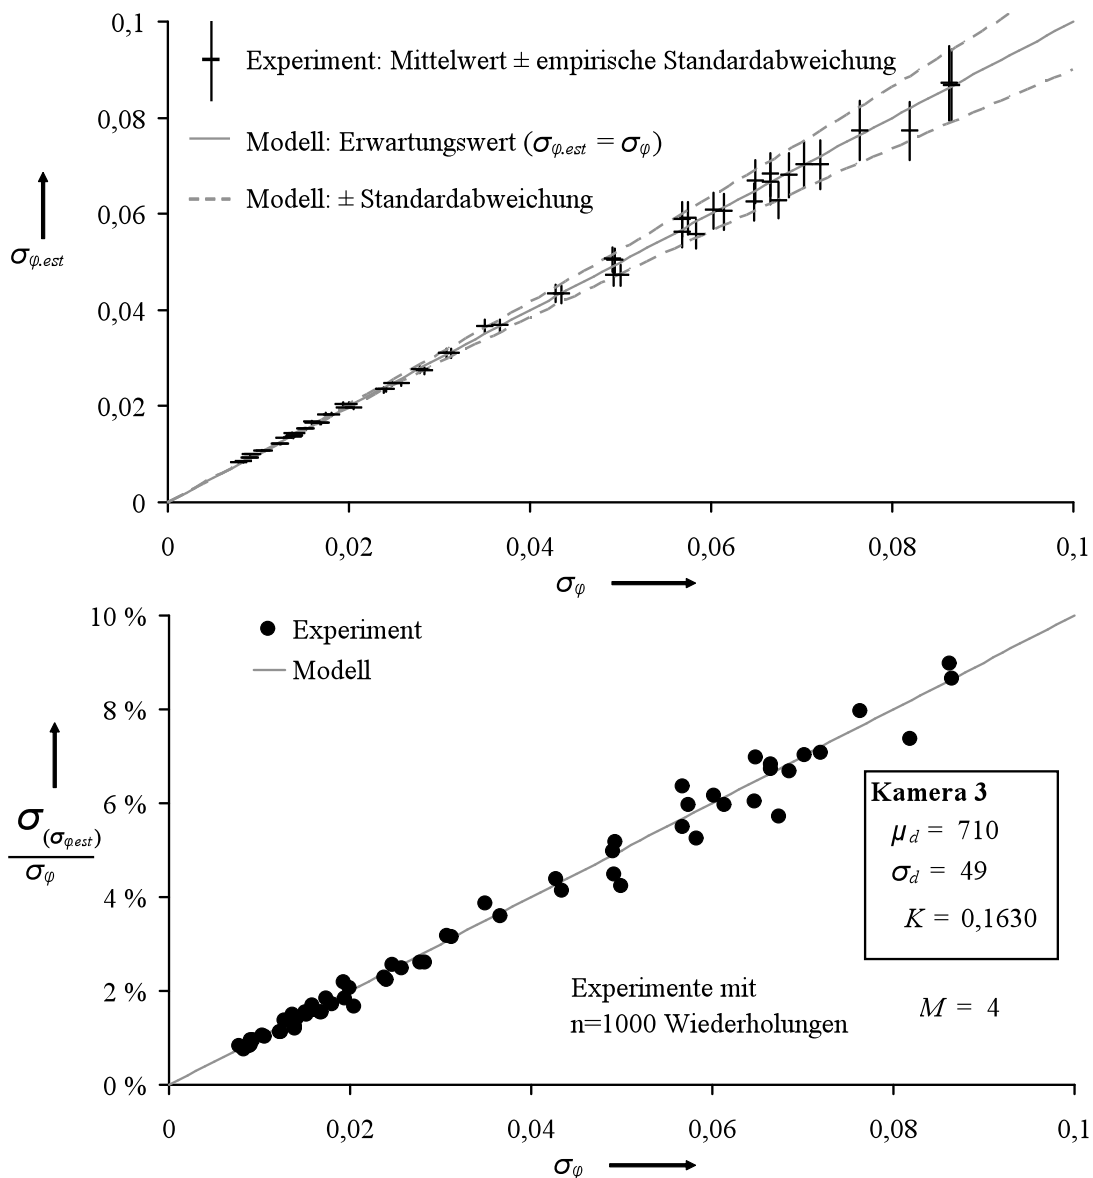 0,1
Experiment: Mittelwert ± empirische Standardabweichung
0,08
Modell: Erwartungswert (σφ.est = σφ)
Modell: ± Standardabweichung
0,06
σφ.est
0,04
0,02
0
0 0,02 0,04 0,06 0,08 0,1
σφ
10 %
Experiment
Modell
8 %
6 %
σ(σφest)
σφ
4 %
2 %
0 %
Kamera 3
μd = 710
σd = 49
K = 0,1630
Experimente mit
n=1000 Wiederholungen
M = 4
0 0,02 0,04 0,06 0,08 0,1
σφ